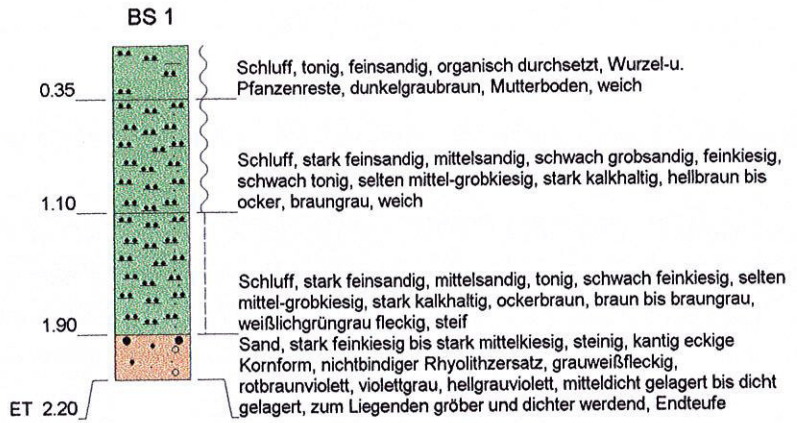 BS 1
Schluff, tonig, feinsandig, organisch durchsetzt, Wurzel-u.
Pfanzenreste, dunkelgraubraun, Mutterboden, weich
0.35
Schluff, stark feinsandig, mittelsandig, schwach grobsandig, feinkiesig,
schwach tonig, selten mittel-grobkiesig, stark kalkhaltig, hellbraun bis
ocker, braungrau, weich
1.10
Schluff, stark feinsandig, mittelsandig, tonig, schwach feinkiesig, selten
mittel-grobkiesig, stark kalkhaltig, ockerbraun, braun bis braungrau,
weißlichgrüngrau fleckig, steif
1.90
Sand, stark feinkiesig bis stark mittelkiesig, steinig, kantig eckige
Kornform, nichtbindiger Rhyolithzersatz, grauweißfleckig,
rotbraunviolett, violettgrau, hellgrauviolett, mitteldicht gelagert bis dicht
gelagert, zum Liegenden gröber und dichter werdend, Endteufe
ET 2.20